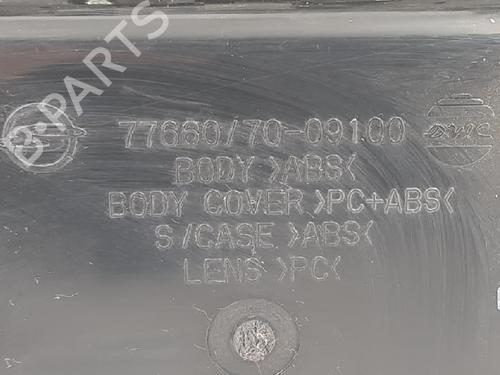 B-PARTS
77660/70-09100
BODY >ABS<
BODY COVER >PC+ABS<
S/CASE >ABS<
LENS >PC<